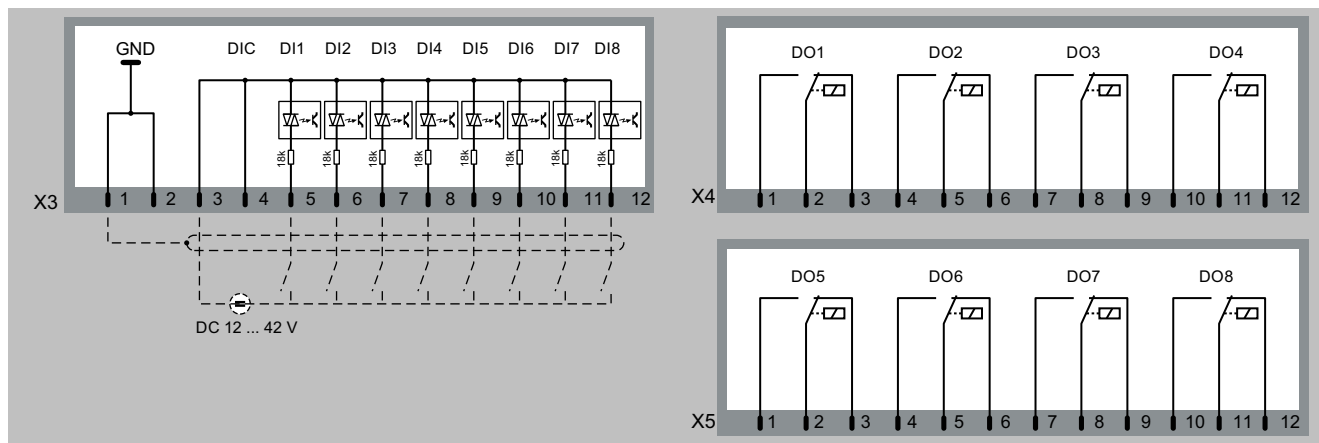 GND DIC DI1 DI2 DI3 DI4 DI5 DI6 DI7 DI8
18k 18k 18k 18k 18k 18k 18k 18k
X3 1 2 3 4 5 6 7 8 9 10 11 12
DC 12 ... 42 V
DO1 DO2 DO3 DO4
X4 1 2 3 4 5 6 7 8 9 10 11 12
DO5 DO6 DO7 DO8
X5 1 2 3 4 5 6 7 8 9 10 11 12